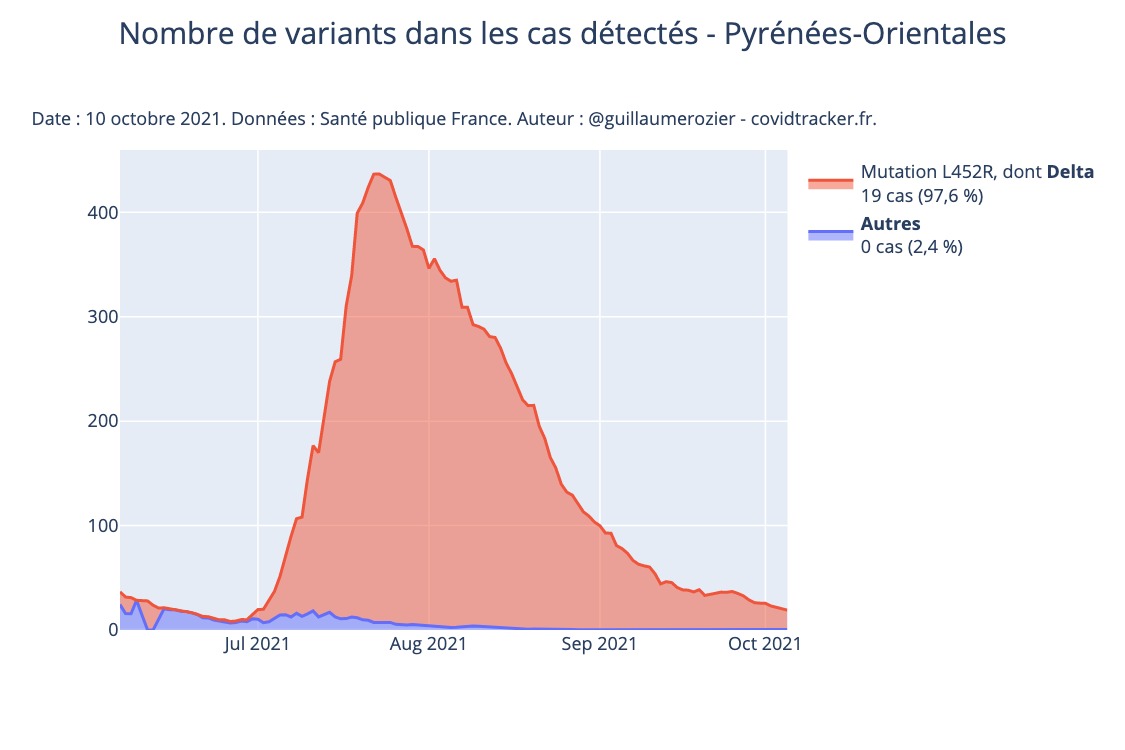 Nombre de variants dans les cas détectés - Pyrénées-Orientales
Date : 10 octobre 2021. Données : Santé publique France. Auteur : @guillaumerozier - covidtracker.fr.
Mutation L452R, dont Delta
19 cas (97,6 %)
Autres
0 cas (2,4 %)
400
300
200
100
0
Jul 2021 Aug 2021 Sep 2021 Oct 2021